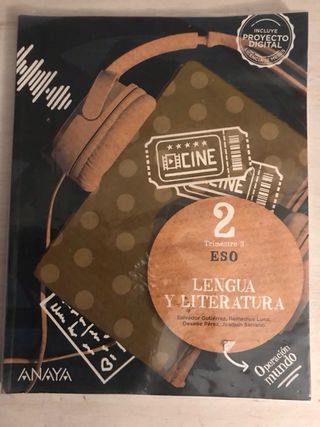 INCLUYE
PROYECTO
DIGITAL
CINE
2
Trimestre 3
ESO
LENGUA
Y LITERATURA
Salvador Gutiérrez, Remedios Luna,
Desirée Pérez, Joaquín Serrano
Operación
mundo
ANAYA